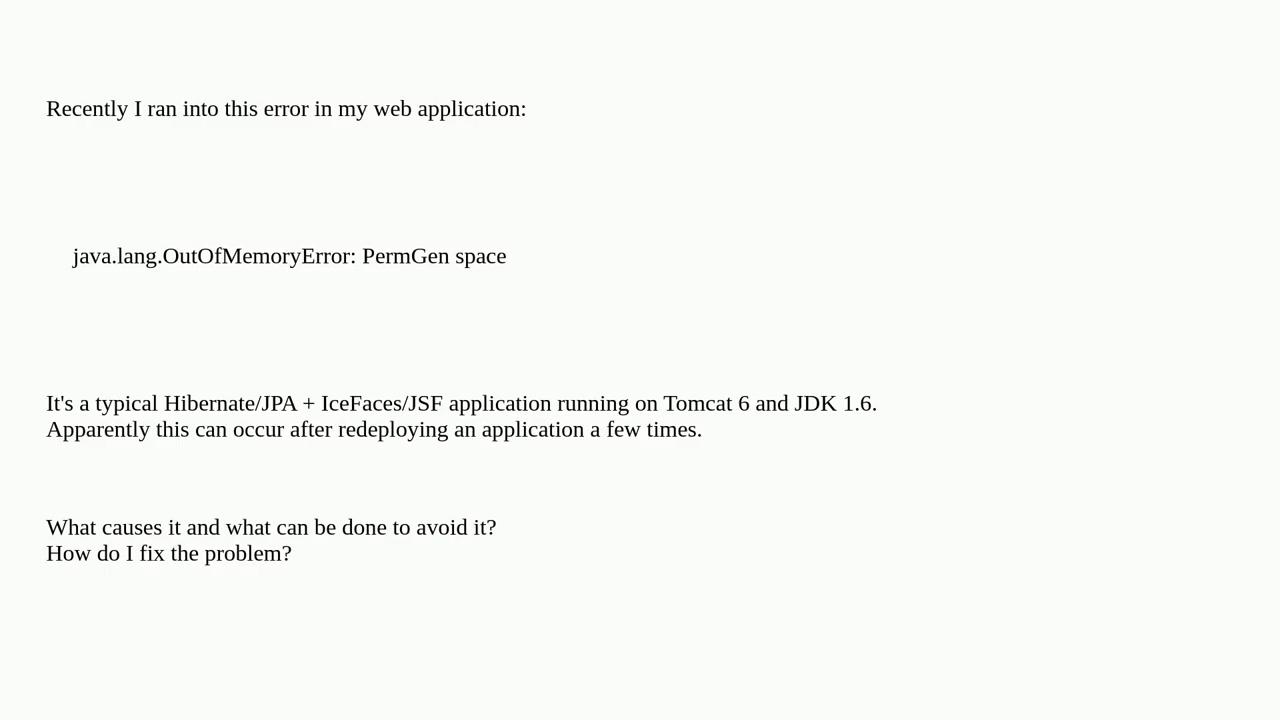 Recently I ran into this error in my web application:
java.lang.OutOfMemoryError: PermGen space
It's a typical Hibernate/JPA + IceFaces/JSF application running on Tomcat 6 and JDK 1.6.
Apparently this can occur after redeploying an application a few times.
What causes it and what can be done to avoid it?
How do I fix the problem?